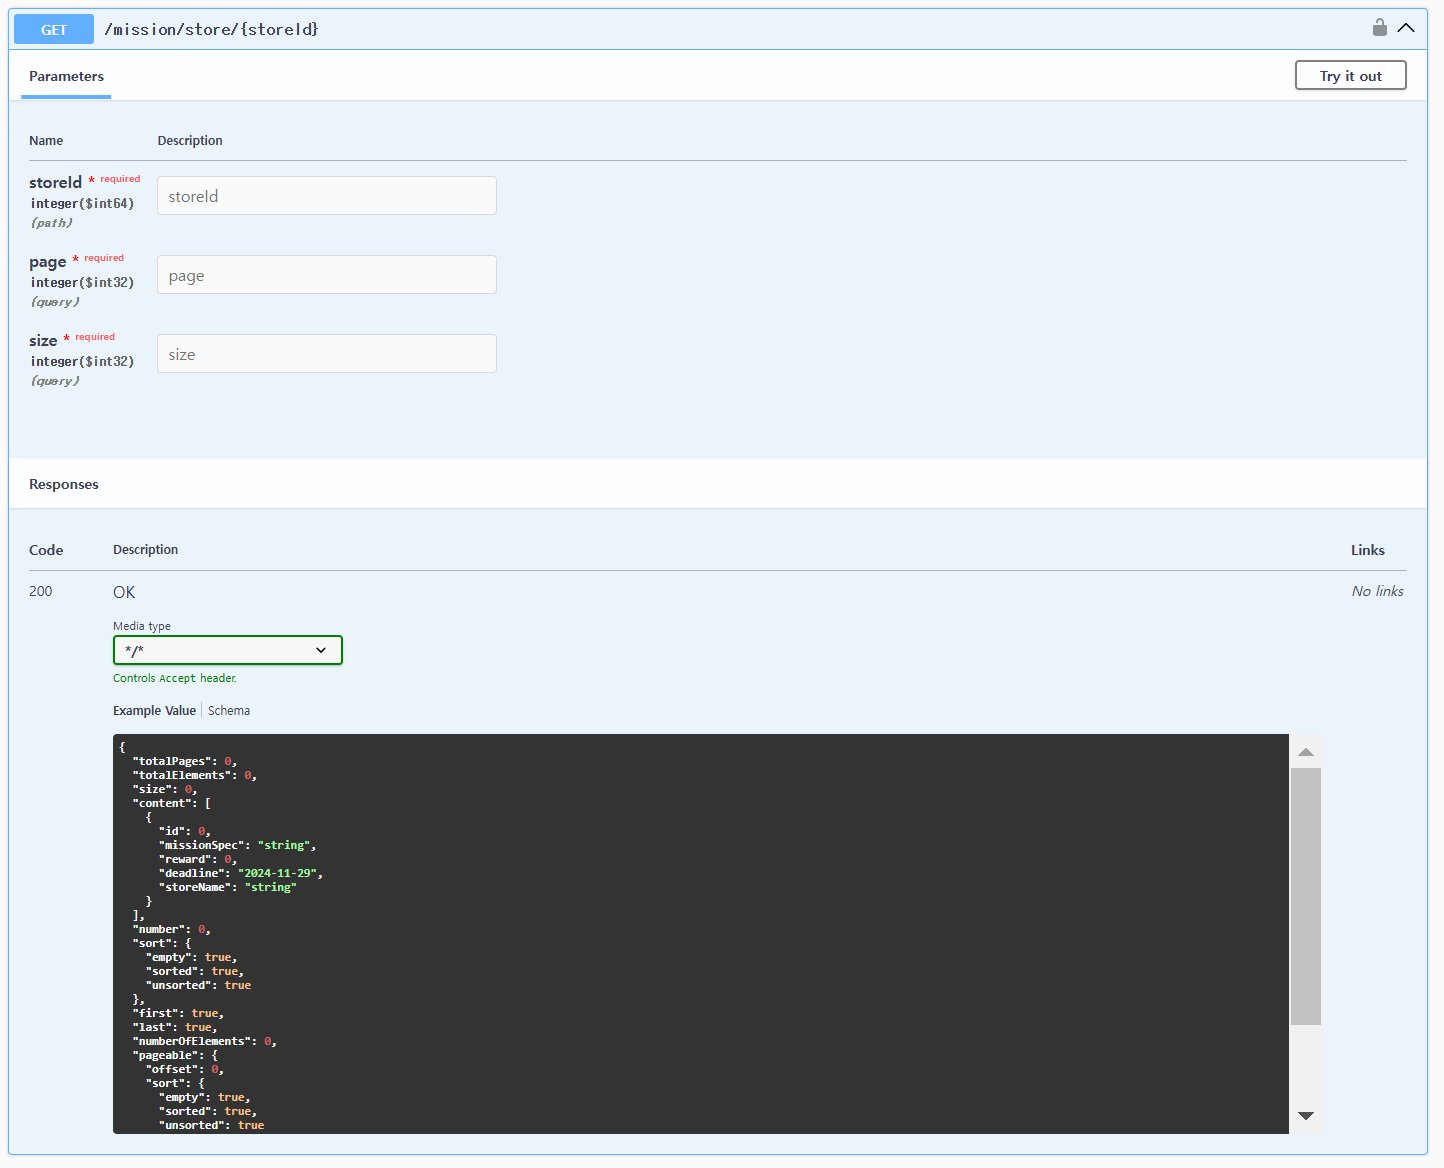 GET /mission/store/{storeId}
Parameters
Try it out
Name Description
storeId * required
integer($int64)
(path)
storeId
page * required
integer($int32)
(query)
page
size * required
integer($int32)
(query)
size
Responses
Code Description Links
200 OK No links
Media type
*/*
Controls Accept header.
Example Value Schema
{
  "totalPages": 0,
  "totalElements": 0,
  "size": 0,
  "content": [
    {
      "id": 0,
      "missionSpec": "string",
      "reward": 0,
      "deadline": "2024-11-29",
      "storeName": "string"
    }
  ],
  "number": 0,
  "sort": {
    "empty": true,
    "sorted": true,
    "unsorted": true
  },
  "first": true,
  "last": true,
  "numberOfElements": 0,
  "pageable": {
    "offset": 0,
    "sort": {
      "empty": true,
      "sorted": true,
      "unsorted": true